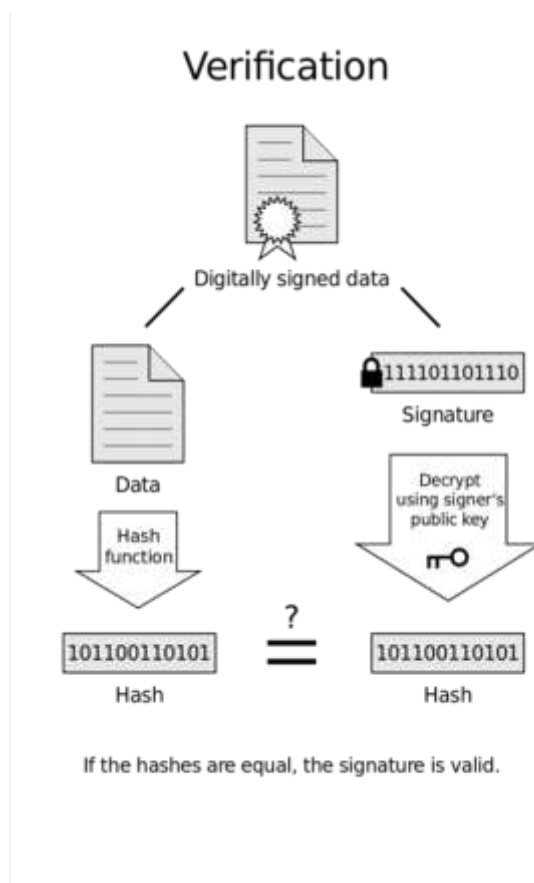 Verification
Digitally signed data
111101101110
Signature
Data
Decrypt
using signer's
public key
Hash
function
?
101100110101
=
101100110101
Hash
Hash
If the hashes are equal, the signature is valid.